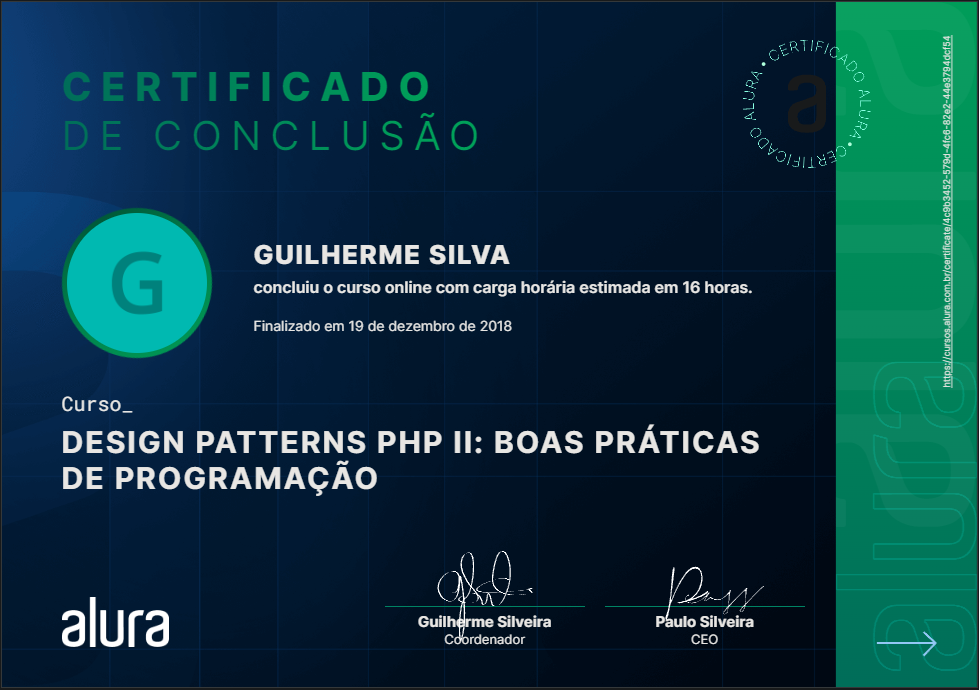 CERTIFICADO
DE CONCLUSÃO
CERTIFICADO ALURA • CERTIFICADO ALURA •
a
https://cursos.alura.com.br/certificate/4c9b3452-579d-4fc6-82e2-44e3794dcf54
G
GUILHERME SILVA
concluiu o curso online com carga horária estimada em 16 horas.
Finalizado em 19 de dezembro de 2018
Curso_
DESIGN PATTERNS PHP II: BOAS PRÁTICAS
DE PROGRAMAÇÃO
alura
Guilherme Silveira
Coordenador
Paulo Silveira
CEO
alura